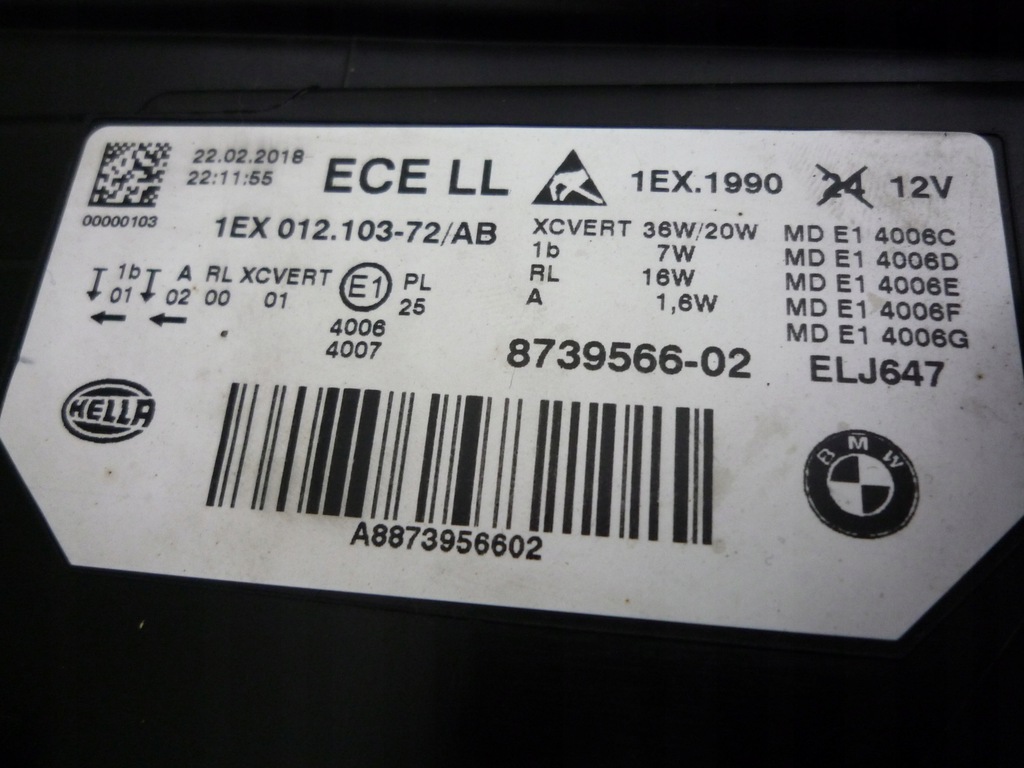 22.02.2018
22:11:55
ECE LL
1EX.1990
24 12V
00000103
1EX 012.103-72/AB
XCVERT 36W/20W
1b 7W
RL 16W
A 1,6W
MD E1 4006C
MD E1 4006D
MD E1 4006E
MD E1 4006F
MD E1 4006G
1b A RL XCVERT E1 PL
01 02 00 01 25
4006
4007
8739566-02
ELJ647
HELLA
BMW
A8873956602